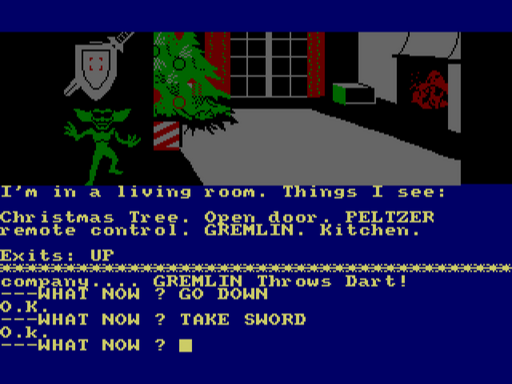 I'm in a living room. Things I see:
Christmas Tree. Open door. PELTZER
remote control. GREMLIN. Kitchen.
Exits: UP
****************************************************************
company.... GREMLIN Throws Dart!
---WHAT NOW ? GO DOWN
O.K.
---WHAT NOW ? TAKE SWORD
O.k.
---WHAT NOW ?